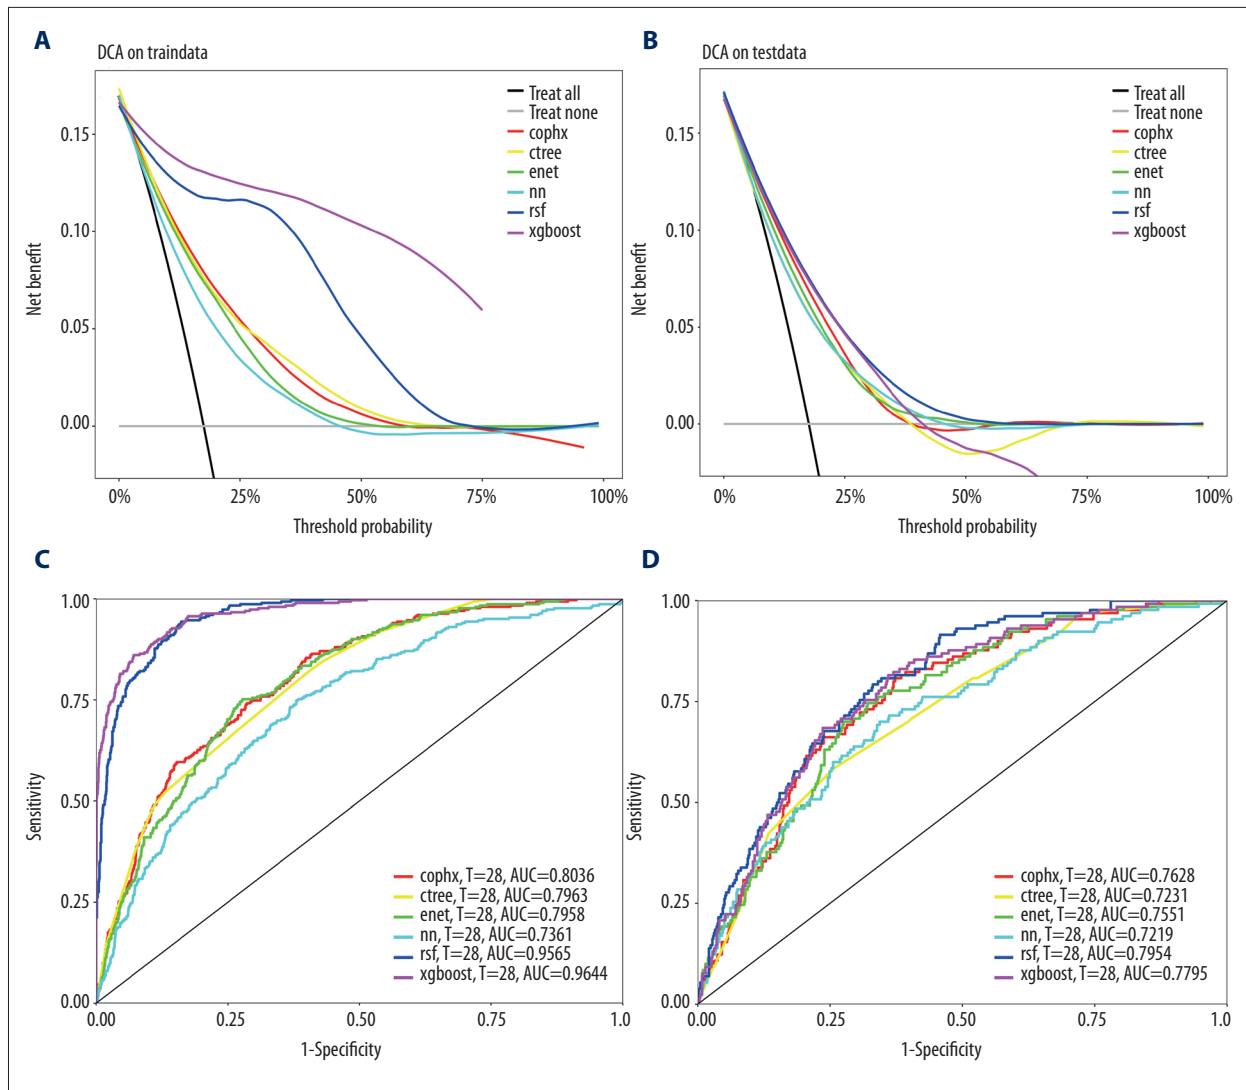 A
DCA on traindata
Net benefit
0.15
0.10
0.05
0.00
Treat all
Treat none
cophx
ctree
enet
nn
rsf
xgboost
0%
25%
50%
75%
100%
Threshold probability
B
DCA on testdata
Net benefit
0.15
0.10
0.05
0.00
Treat all
Treat none
cophx
ctree
enet
nn
rsf
xgboost
0%
25%
50%
75%
100%
Threshold probability
C
Sensitivity
1.00
0.75
0.50
0.25
0.00
cophx, T=28, AUC=0.8036
ctree, T=28, AUC=0.7963
enet, T=28, AUC=0.7958
nn, T=28, AUC=0.7361
rsf, T=28, AUC=0.9565
xgboost, T=28, AUC=0.9644
0.00
0.25
0.50
0.75
1.0
1-Specificity
D
Sensitivity
1.00
0.75
0.50
0.25
0.00
cophx, T=28, AUC=0.7628
ctree, T=28, AUC=0.7231
enet, T=28, AUC=0.7551
nn, T=28, AUC=0.7219
rsf, T=28, AUC=0.7954
xgboost, T=28, AUC=0.7795
0.00
0.25
0.50
0.75
1.0
1-Specificity